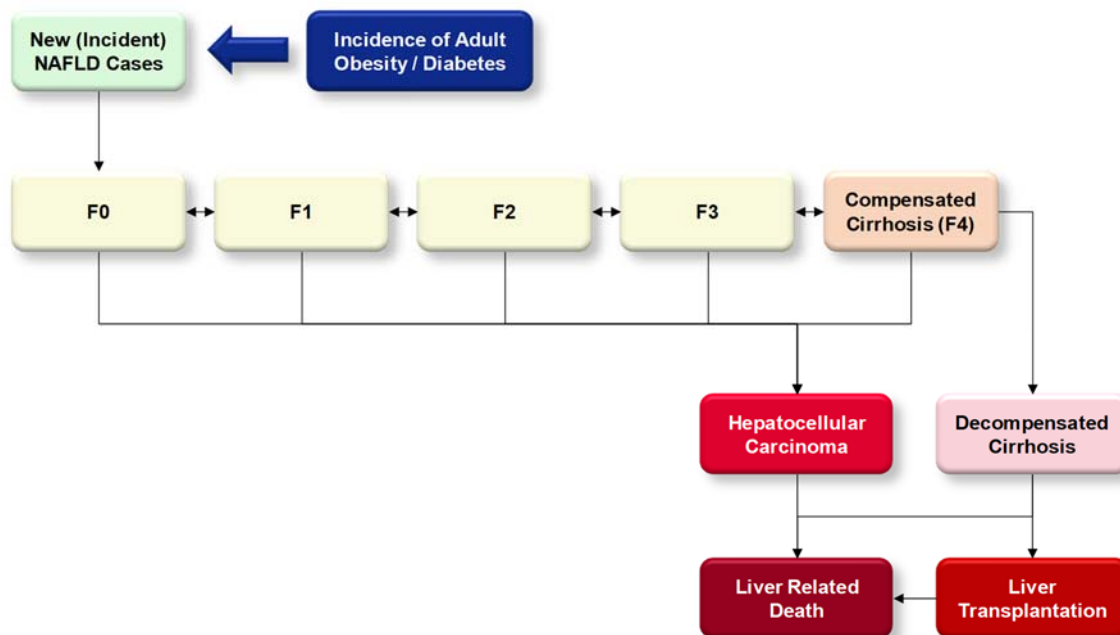 New (Incident)
NAFLD Cases
Incidence of Adult
Obesity / Diabetes
F0
F1
F2
F3
Compensated
Cirrhosis (F4)
Hepatocellular
Carcinoma
Decompensated
Cirrhosis
Liver Related
Death
Liver
Transplantation